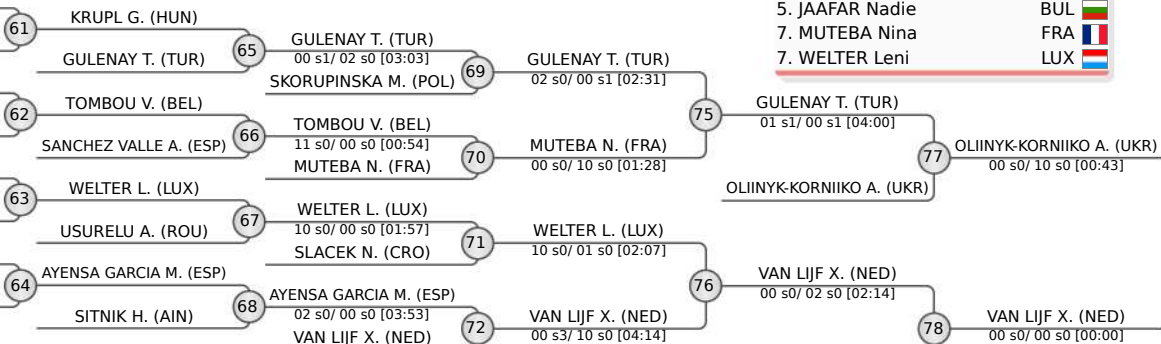 61
KRUPL G. (HUN)
GULENAY T. (TUR)
62
TOMBOU V. (BEL)
SANCHEZ VALLE A. (ESP)
63
WELTER L. (LUX)
USURELU A. (ROU)
64
AYENSA GARCIA M. (ESP)
SITNIK H. (AIN)
65
GULENAY T. (TUR)
00 s1/ 02 s0 [03:03]
SKORUPINSKA M. (POL)
66
TOMBOU V. (BEL)
11 s0/ 00 s0 [00:54]
MUTEBA N. (FRA)
67
WELTER L. (LUX)
10 s0/ 00 s0 [01:57]
SLACEK N. (CRO)
68
AYENSA GARCIA M. (ESP)
02 s0/ 00 s0 [03:53]
VAN LIJF X. (NED)
69
GULENAY T. (TUR)
02 s0/ 00 s1 [02:31]
70
MUTEBA N. (FRA)
00 s0/ 10 s0 [01:28]
71
WELTER L. (LUX)
10 s0/ 01 s0 [02:07]
72
VAN LIJF X. (NED)
00 s3/ 10 s0 [04:14]
75
GULENAY T. (TUR)
01 s1/ 00 s1 [04:00]
OLIINYK-KORNIIKO A. (UKR)
76
VAN LIJF X. (NED)
00 s0/ 02 s0 [02:14]
77
OLIINYK-KORNIIKO A. (UKR)
00 s0/ 10 s0 [00:43]
78
VAN LIJF X. (NED)
00 s0/ 00 s0 [00:00]
5. JAAFAR Nadie BUL
7. MUTEBA Nina FRA
7. WELTER Leni LUX